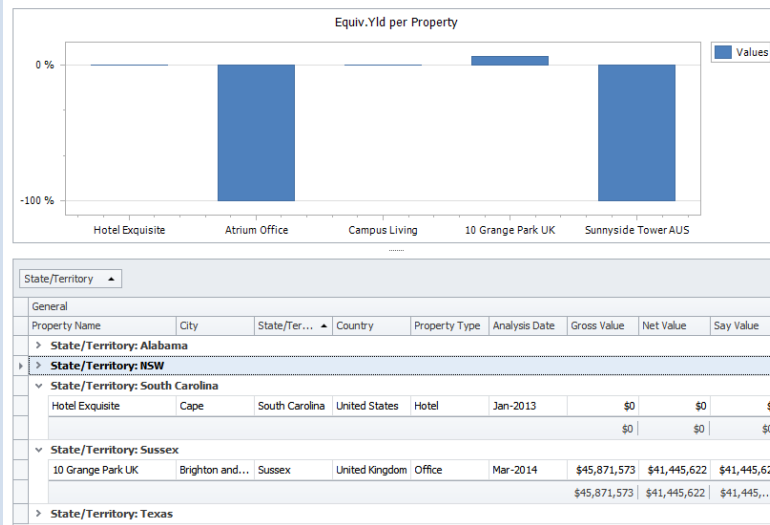 Equiv.Yld per Property
Values
0 %
-100 %
Hotel Exquisite Atrium Office Campus Living 10 Grange Park UK Sunnyside Tower AUS
State/Territory
General
Property Name City State/Ter... Country Property Type Analysis Date Gross Value Net Value Say Value
State/Territory: Alabama
State/Territory: NSW
State/Territory: South Carolina
Hotel Exquisite Cape South Carolina United States Hotel Jan-2013 $0 $0
$0 $0
State/Territory: Sussex
10 Grange Park UK Brighton and... Sussex United Kingdom Office Mar-2014 $45,871,573 $41,445,622 $41,445,62
$45,871,573 $41,445,622 $41,445,...
State/Territory: Texas